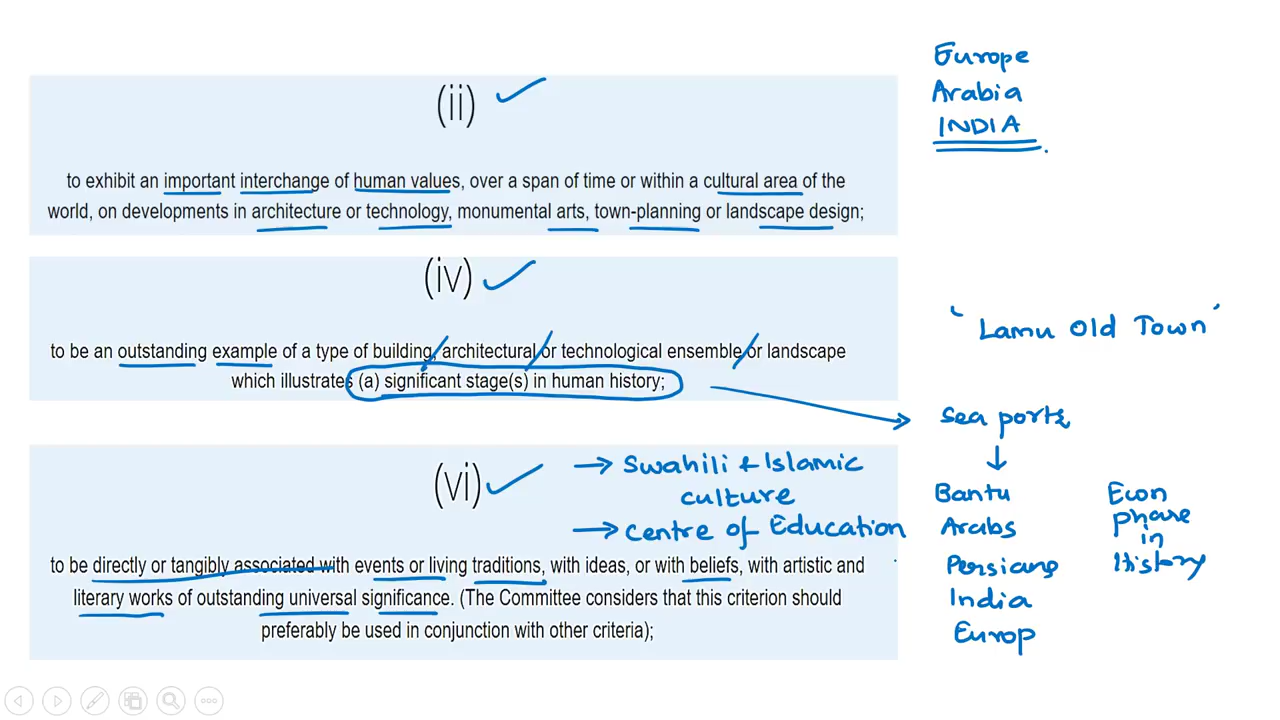 (ii)
to exhibit an important interchange of human values, over a span of time or within a cultural area of the
world, on developments in architecture or technology, monumental arts, town-planning or landscape design;
Europe
Arabia
INDIA
(iv)
to be an outstanding example of a type of building, architectural or technological ensemble or landscape
which illustrates (a) significant stage(s) in human history;
'Lamu Old Town'
Sea ports
Bantu
Arabs
Persians
India
Europ
Econ
phase
in
History
(vi)
→ Swahili & Islamic
culture
→ Centre of Education
to be directly or tangibly associated with events or living traditions, with ideas, or with beliefs, with artistic and
literary works of outstanding universal significance. (The Committee considers that this criterion should
preferably be used in conjunction with other criteria);